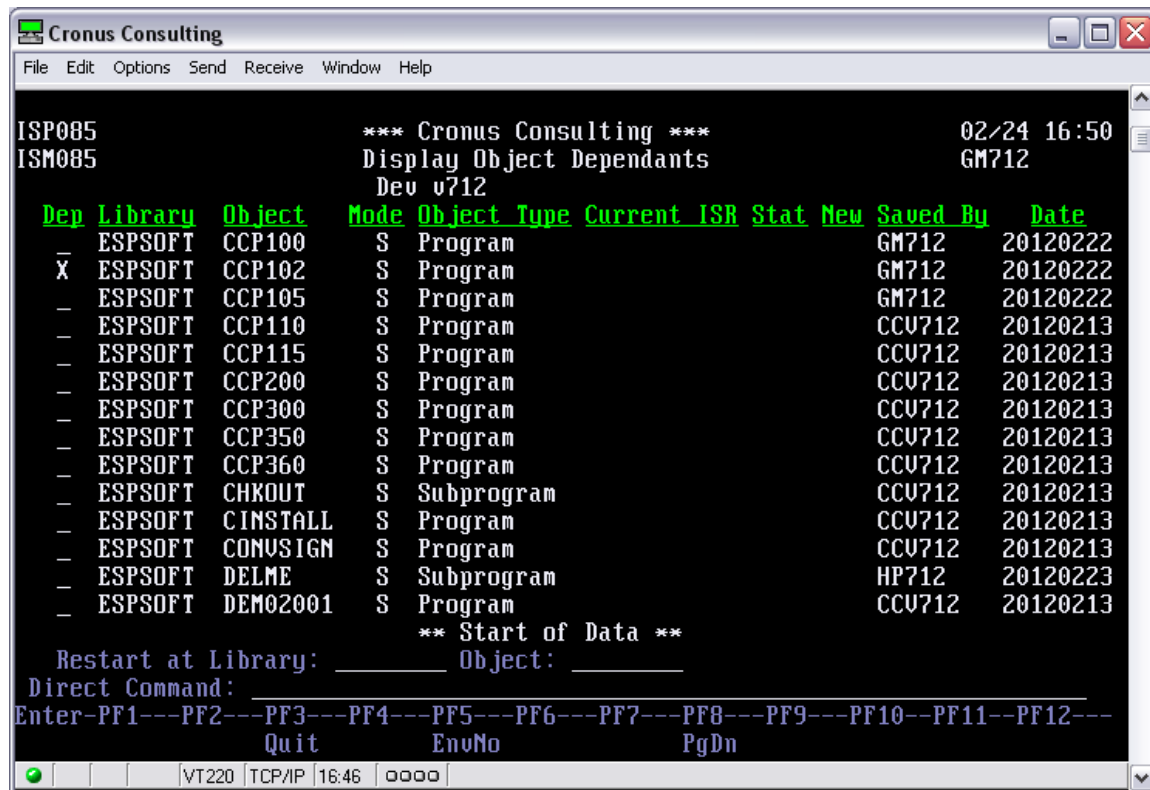 Cronus Consulting
File Edit Options Send Receive Window Help
ISP085 *** Cronus Consulting *** 02/24 16:50
ISM085 Display Object Dependants GM712
Dev v712
Dep Library Object Mode Object Type Current ISR Stat New Saved By Date
_ ESPSOFT CCP100 S Program GM712 20120222
X ESPSOFT CCP102 S Program GM712 20120222
_ ESPSOFT CCP105 S Program GM712 20120222
_ ESPSOFT CCP110 S Program CCV712 20120213
_ ESPSOFT CCP115 S Program CCV712 20120213
_ ESPSOFT CCP200 S Program CCV712 20120213
_ ESPSOFT CCP300 S Program CCV712 20120213
_ ESPSOFT CCP350 S Program CCV712 20120213
_ ESPSOFT CCP360 S Program CCV712 20120213
_ ESPSOFT CHKOUT S Subprogram CCV712 20120213
_ ESPSOFT CINSTALL S Program CCV712 20120213
_ ESPSOFT CONVSIGN S Program CCV712 20120213
_ ESPSOFT DELME S Subprogram HP712 20120223
_ ESPSOFT DEM02001 S Program CCV712 20120213
** Start of Data **
Restart at Library: ________ Object: ________
Direct Command: ____________________________________________________________
Enter-PF1---PF2---PF3---PF4---PF5---PF6---PF7---PF8---PF9---PF10--PF11--PF12---
Quit EnvNo PgDn
VT220 TCP/IP 16:46